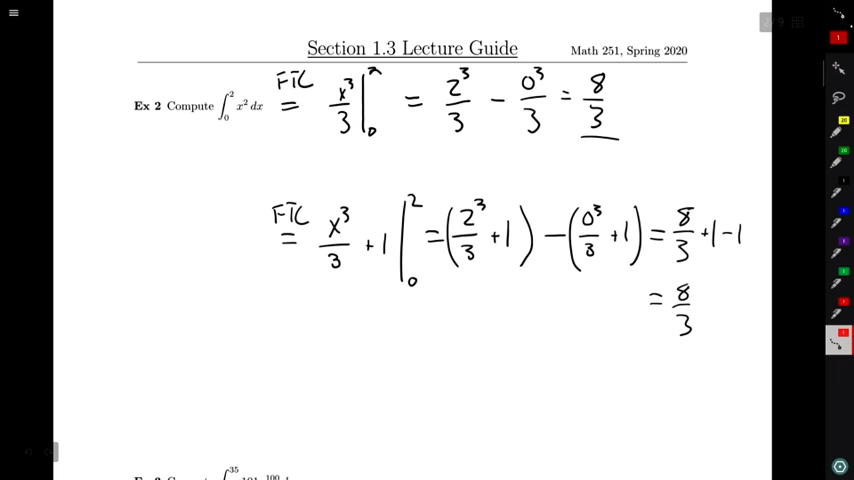 2/9
Section 1.3 Lecture Guide Math 251, Spring 2020
Ex 2 Compute ∫₀² x² dx FTC = x³/3 |₀² = 2³/3 − 0³/3 = 8/3
FTC = x³/3 + 1 |₀² = (2³/3 + 1) − (0³/3 + 1) = 8/3 + 1 − 1
= 8/3